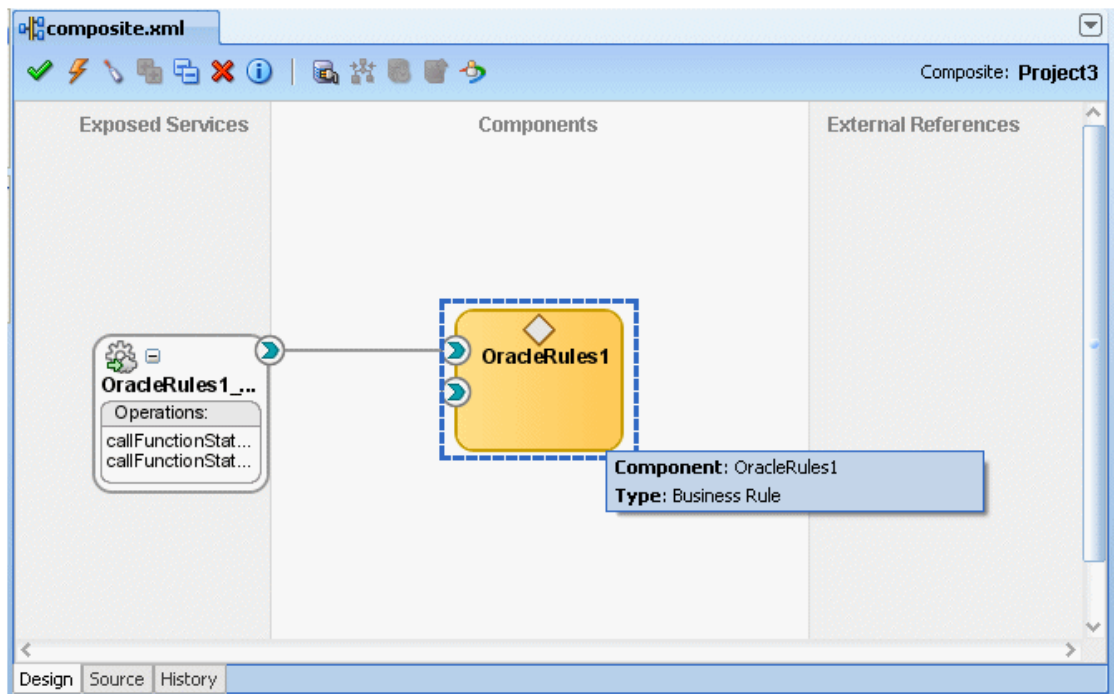 composite.xml
Composite: Project3
Exposed Services
Components
External References
OracleRules1_...
Operations:
callFunctionStat...
callFunctionStat...
OracleRules1
Component: OracleRules1
Type: Business Rule
Design Source History